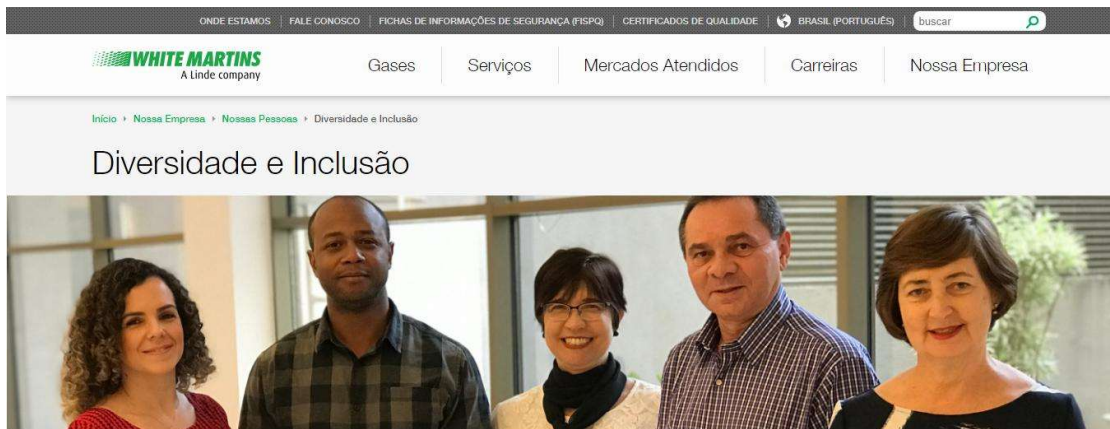 ONDE ESTAMOS | FALE CONOSCO | FICHAS DE INFORMAÇÕES DE SEGURANÇA (FISPQ) | CERTIFICADOS DE QUALIDADE | BRASIL (PORTUGUÊS) | buscar
WHITE MARTINS
A Linde company
Gases Serviços Mercados Atendidos Carreiras Nossa Empresa
Início › Nossa Empresa › Nossas Pessoas › Diversidade e Inclusão
Diversidade e Inclusão